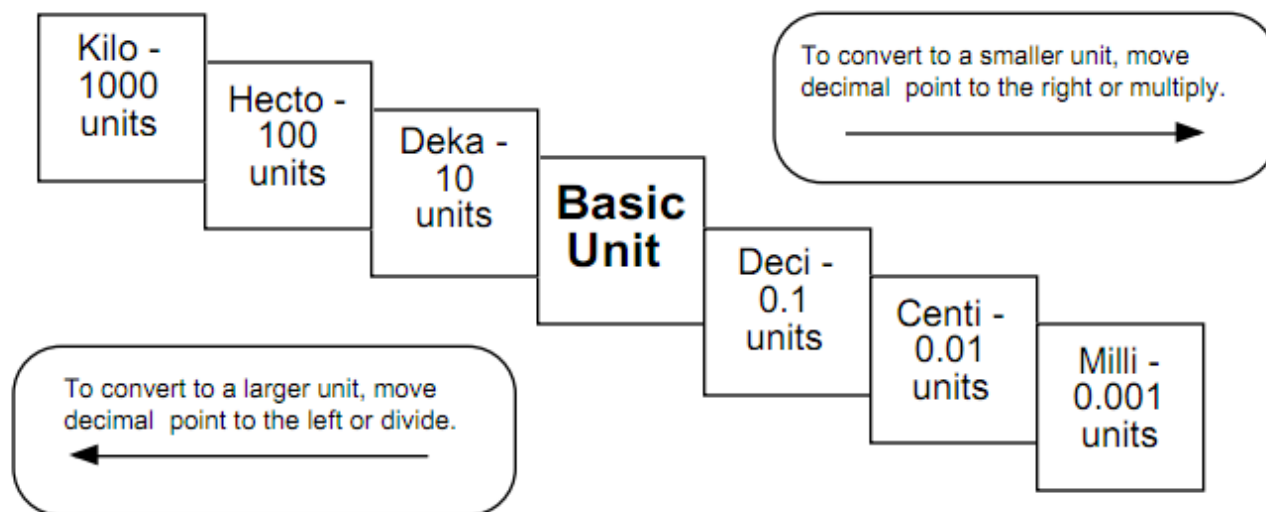 Kilo -
1000
units
Hecto -
100
units
Deka -
10
units
Basic
Unit
Deci -
0.1
units
Centi -
0.01
units
Milli -
0.001
units
To convert to a smaller unit, move
decimal  point to the right or multiply.
To convert to a larger unit, move
decimal  point to the left or divide.